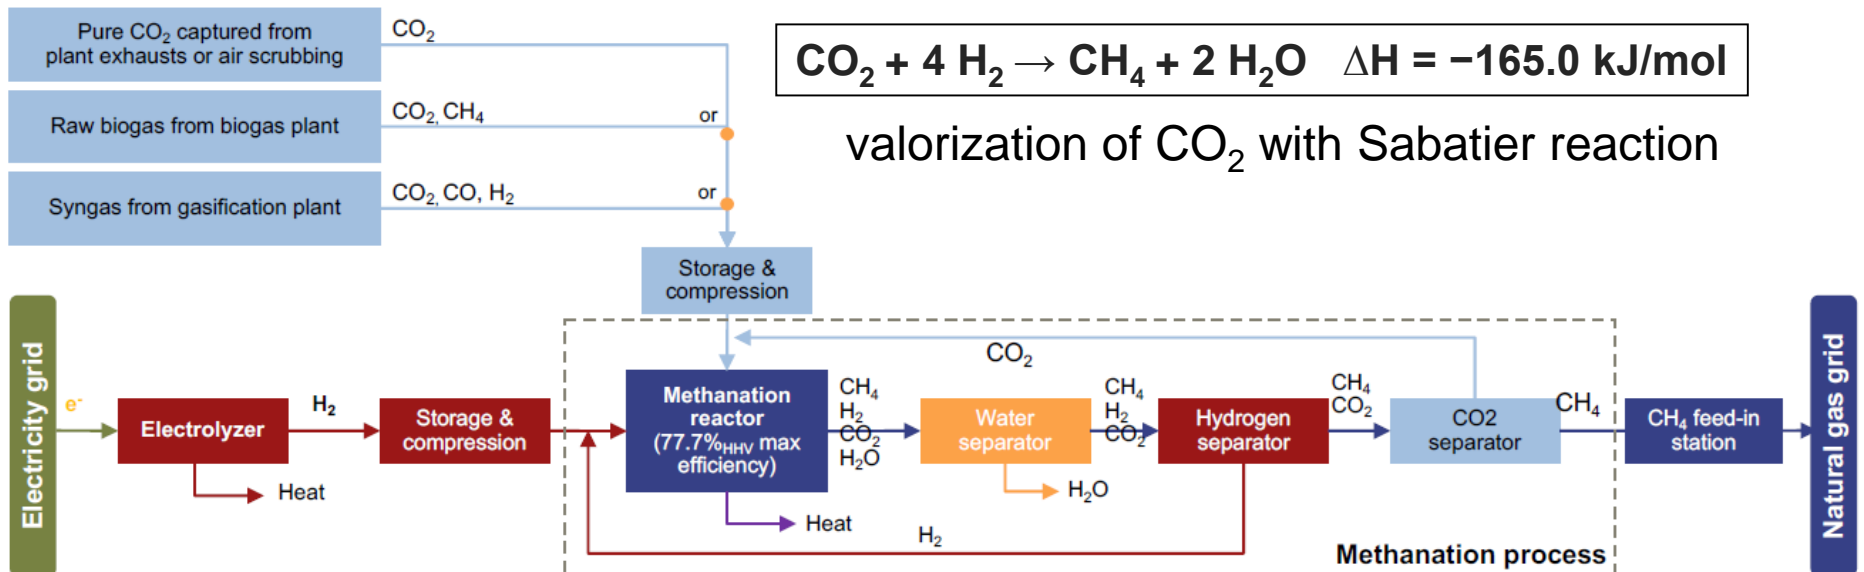 Pure CO₂ captured from
plant exhausts or air scrubbing
CO₂
CO₂ + 4 H₂ → CH₄ + 2 H₂O ΔH = −165.0 kJ/mol
Raw biogas from biogas plant
CO₂, CH₄
or
valorization of CO₂ with Sabatier reaction
Syngas from gasification plant
CO₂, CO, H₂
or
Storage &
compression
CO₂
Electricity grid
e⁻
Electrolyzer
Heat
H₂
Storage &
compression
Methanation
reactor
(77.7%HHV max
efficiency)
Heat
CH₄
H₂
CO₂
H₂O
Water
separator
H₂O
CH₄
H₂
CO₂
Hydrogen
separator
H₂
CH₄
CO₂
CO2
separator
CH₄
CH₄ feed-in
station
Natural gas grid
Methanation process